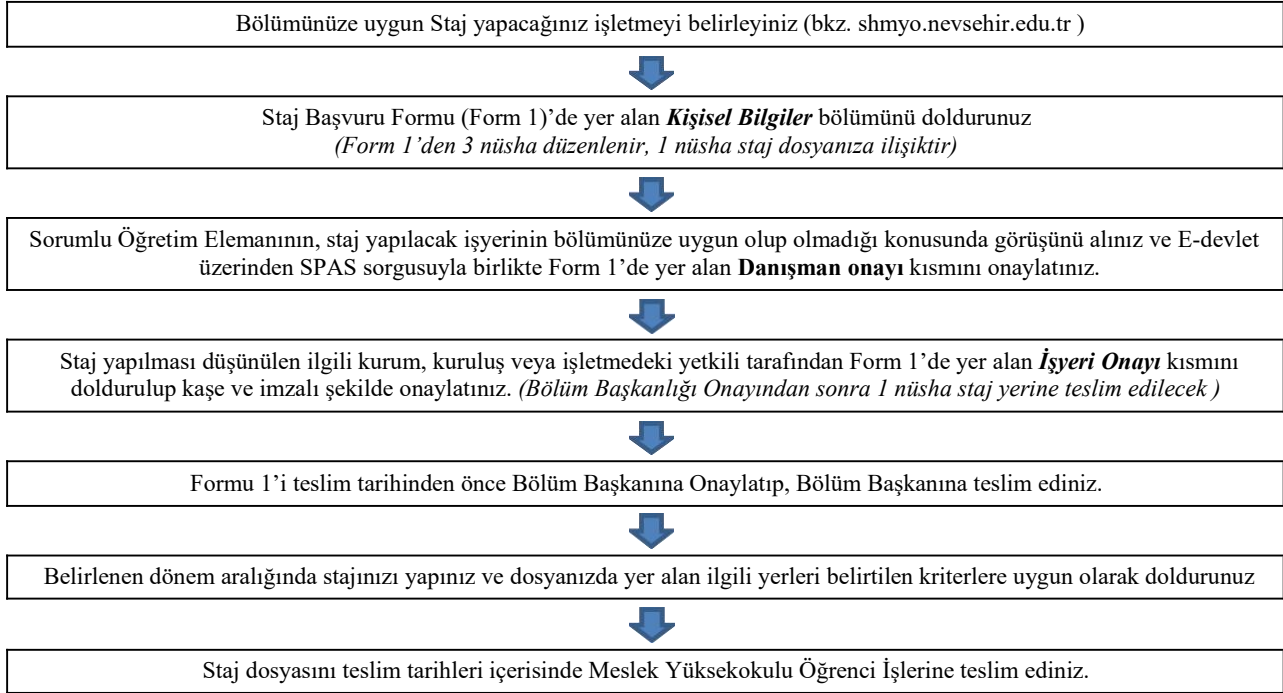 Bölümünüze uygun Staj yapacağınız işletmeyi belirleyiniz (bkz. shmyo.nevsehir.edu.tr )
Staj Başvuru Formu (Form 1)’de yer alan Kişisel Bilgiler bölümünü doldurunuz
(Form 1’den 3 nüsha düzenlenir, 1 nüsha staj dosyanıza ilişiktir)
Sorumlu Öğretim Elemanının, staj yapılacak işyerinin bölümünüze uygun olup olmadığı konusunda görüşünü alınız ve E-devlet
üzerinden SPAS sorgusuyla birlikte Form 1’de yer alan Danışman onayı kısmını onaylatınız.
Staj yapılması düşünülen ilgili kurum, kuruluş veya işletmedeki yetkili tarafından Form 1’de yer alan İşyeri Onayı kısmını
doldurulup kaşe ve imzalı şekilde onaylatınız. (Bölüm Başkanlığı Onayından sonra 1 nüsha staj yerine teslim edilecek )
Formu 1’i teslim tarihinden önce Bölüm Başkanına Onaylatıp, Bölüm Başkanına teslim ediniz.
Belirlenen dönem aralığında stajınızı yapınız ve dosyanızda yer alan ilgili yerleri belirtilen kriterlere uygun olarak doldurunuz
Staj dosyasını teslim tarihleri içerisinde Meslek Yüksekokulu Öğrenci İşlerine teslim ediniz.